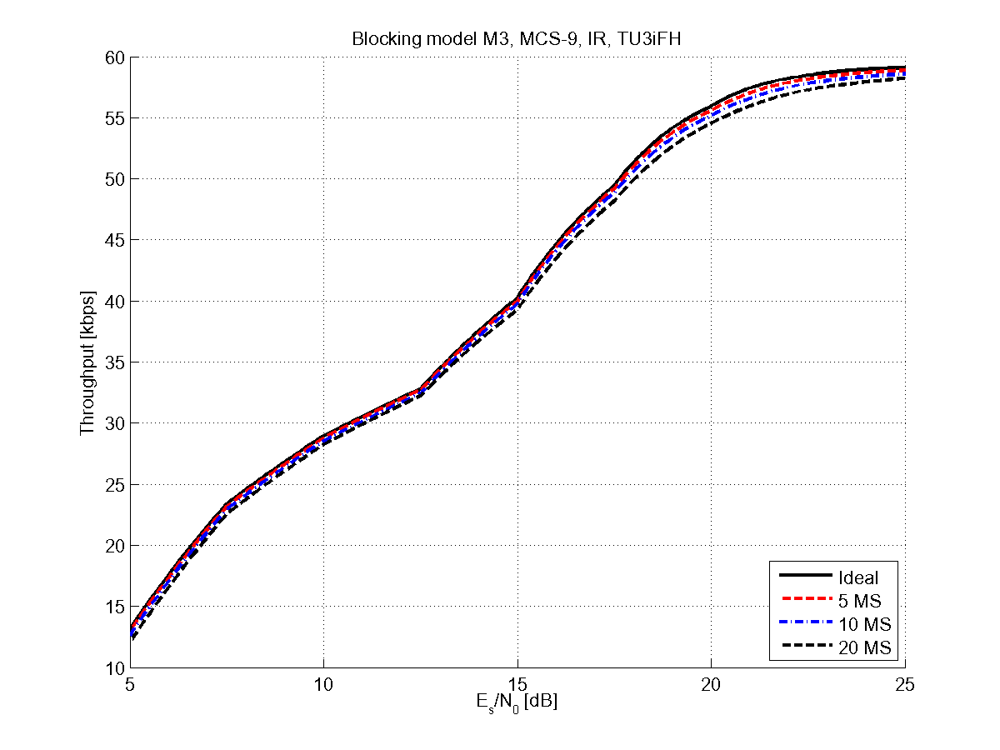 Blocking model M3, MCS-9, IR, TU3iFH
60
55
50
45
40
35
30
25
20
15
10
Throughput [kbps]
5 10 15 20 25
Es/N0 [dB]
Ideal
5 MS
10 MS
20 MS